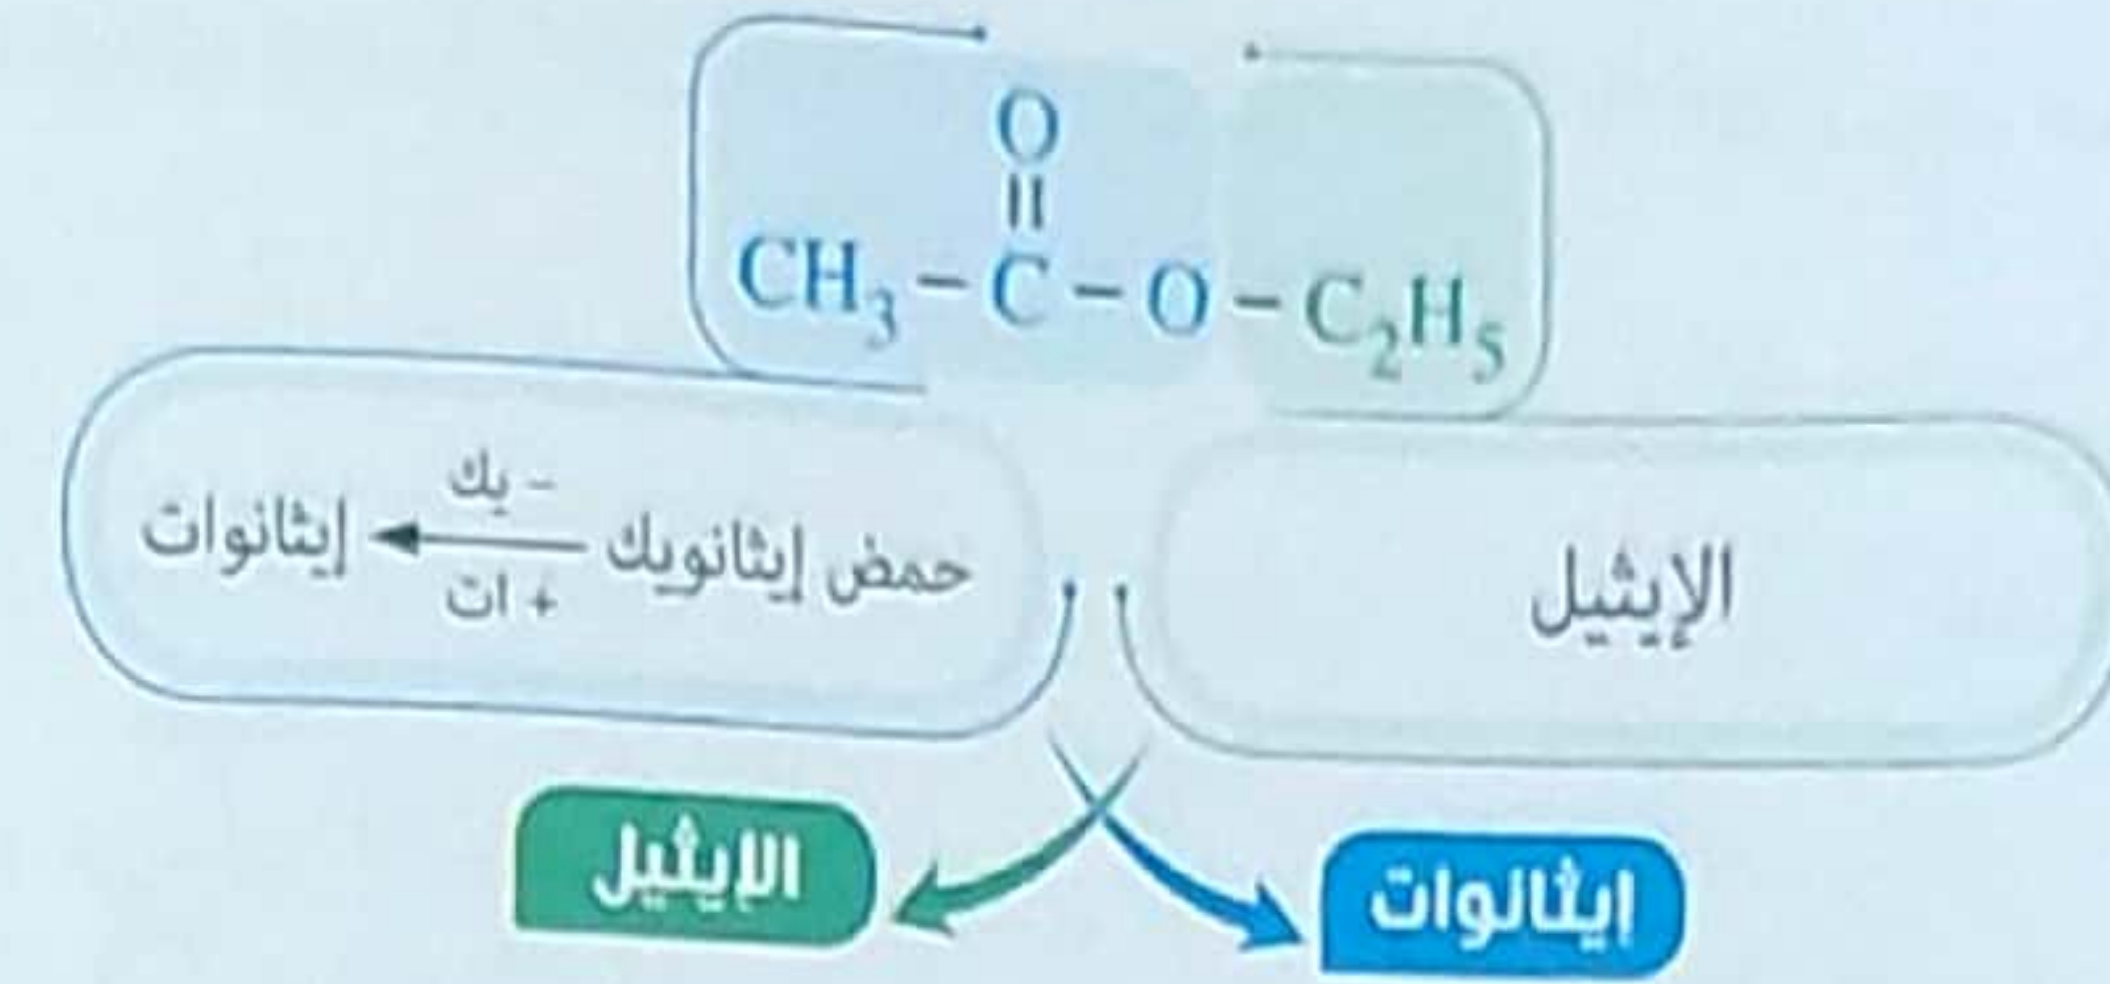 O
||
CH₃ – C – O – C₂H₅
الإيثيل
حمض إيثانويك
- يك
+ ات
إيثانوات
إيثانوات
الإيثيل